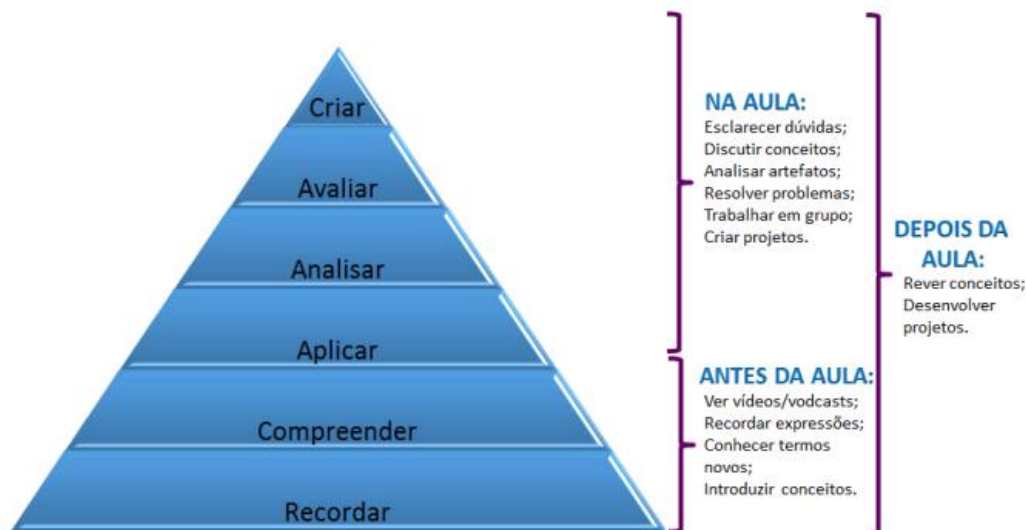 Criar
Avaliar
Analisar
Aplicar
Compreender
Recordar
NA AULA:
Esclarecer dúvidas;
Discutir conceitos;
Analisar artefatos;
Resolver problemas;
Trabalhar em grupo;
Criar projetos.
ANTES DA AULA:
Ver vídeos/vodcasts;
Recordar expressões;
Conhecer termos
novos;
Introduzir conceitos.
DEPOIS DA
AULA:
Rever conceitos;
Desenvolver
projetos.